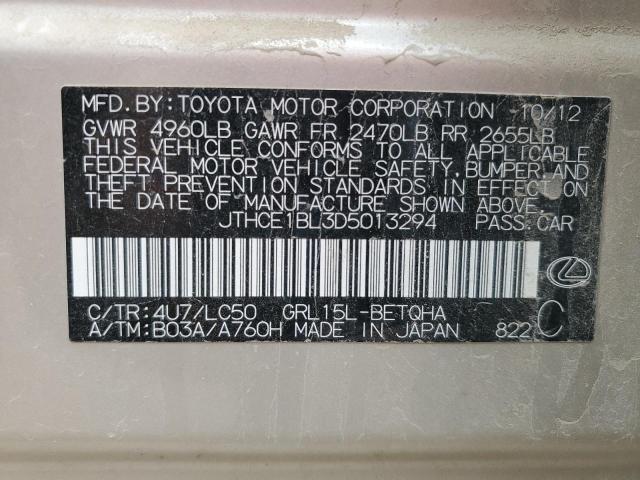 MFD. BY: TOYOTA MOTOR CORPORATION 10/12
GVWR 4960LB GAWR FR 2470LB RR 2655LB
THIS VEHICLE CONFORMS TO ALL APPLICABLE
FEDERAL MOTOR VEHICLE SAFETY, BUMPER AND
THEFT PREVENTION STANDARDS IN EFFECT ON
THE DATE OF MANUFACTURE SHOWN ABOVE.
JTHCE1BL3D5013294 PASS. CAR
C/TR: 4U7/LC50 GRL15L-BETQHA
A/TM: B03A/A760H MADE IN JAPAN 822 C